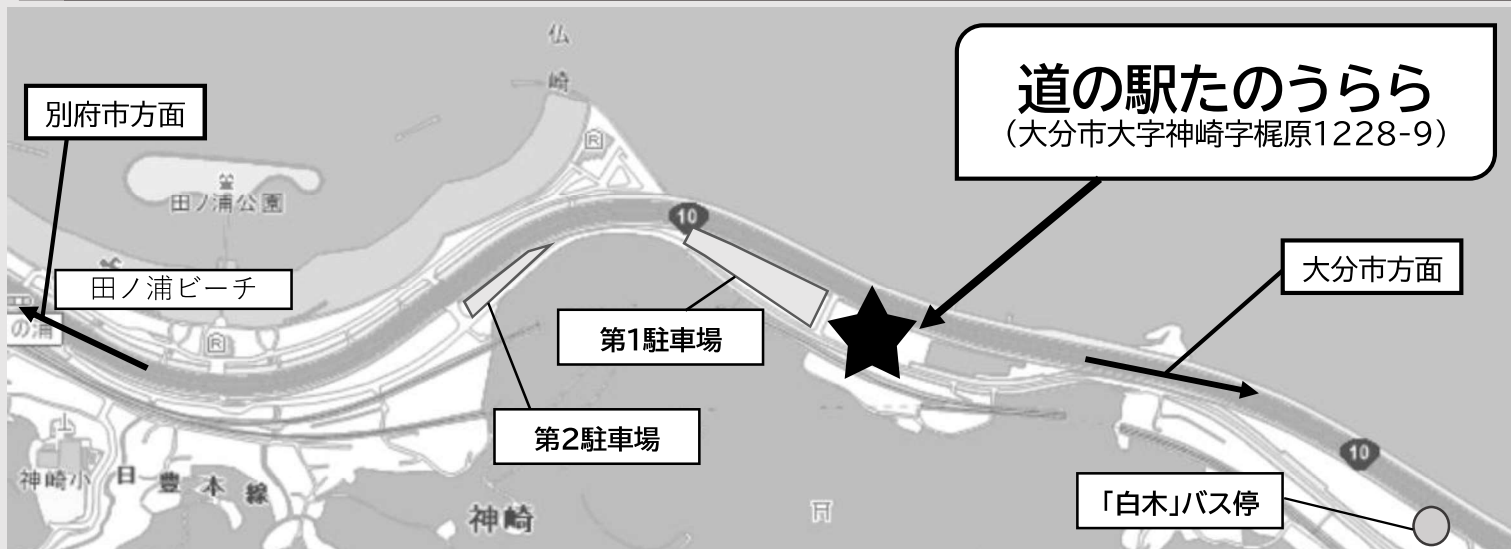 仏
崎
道の駅たのうらら
（大分市大字神崎字梶原1228-9）
別府市方面
R
田ノ浦公園
10
大分市方面
田ノ浦ビーチ
の浦
R
第1駐車場
第2駐車場
10
神崎小
日豊本線
神崎
「白木」バス停